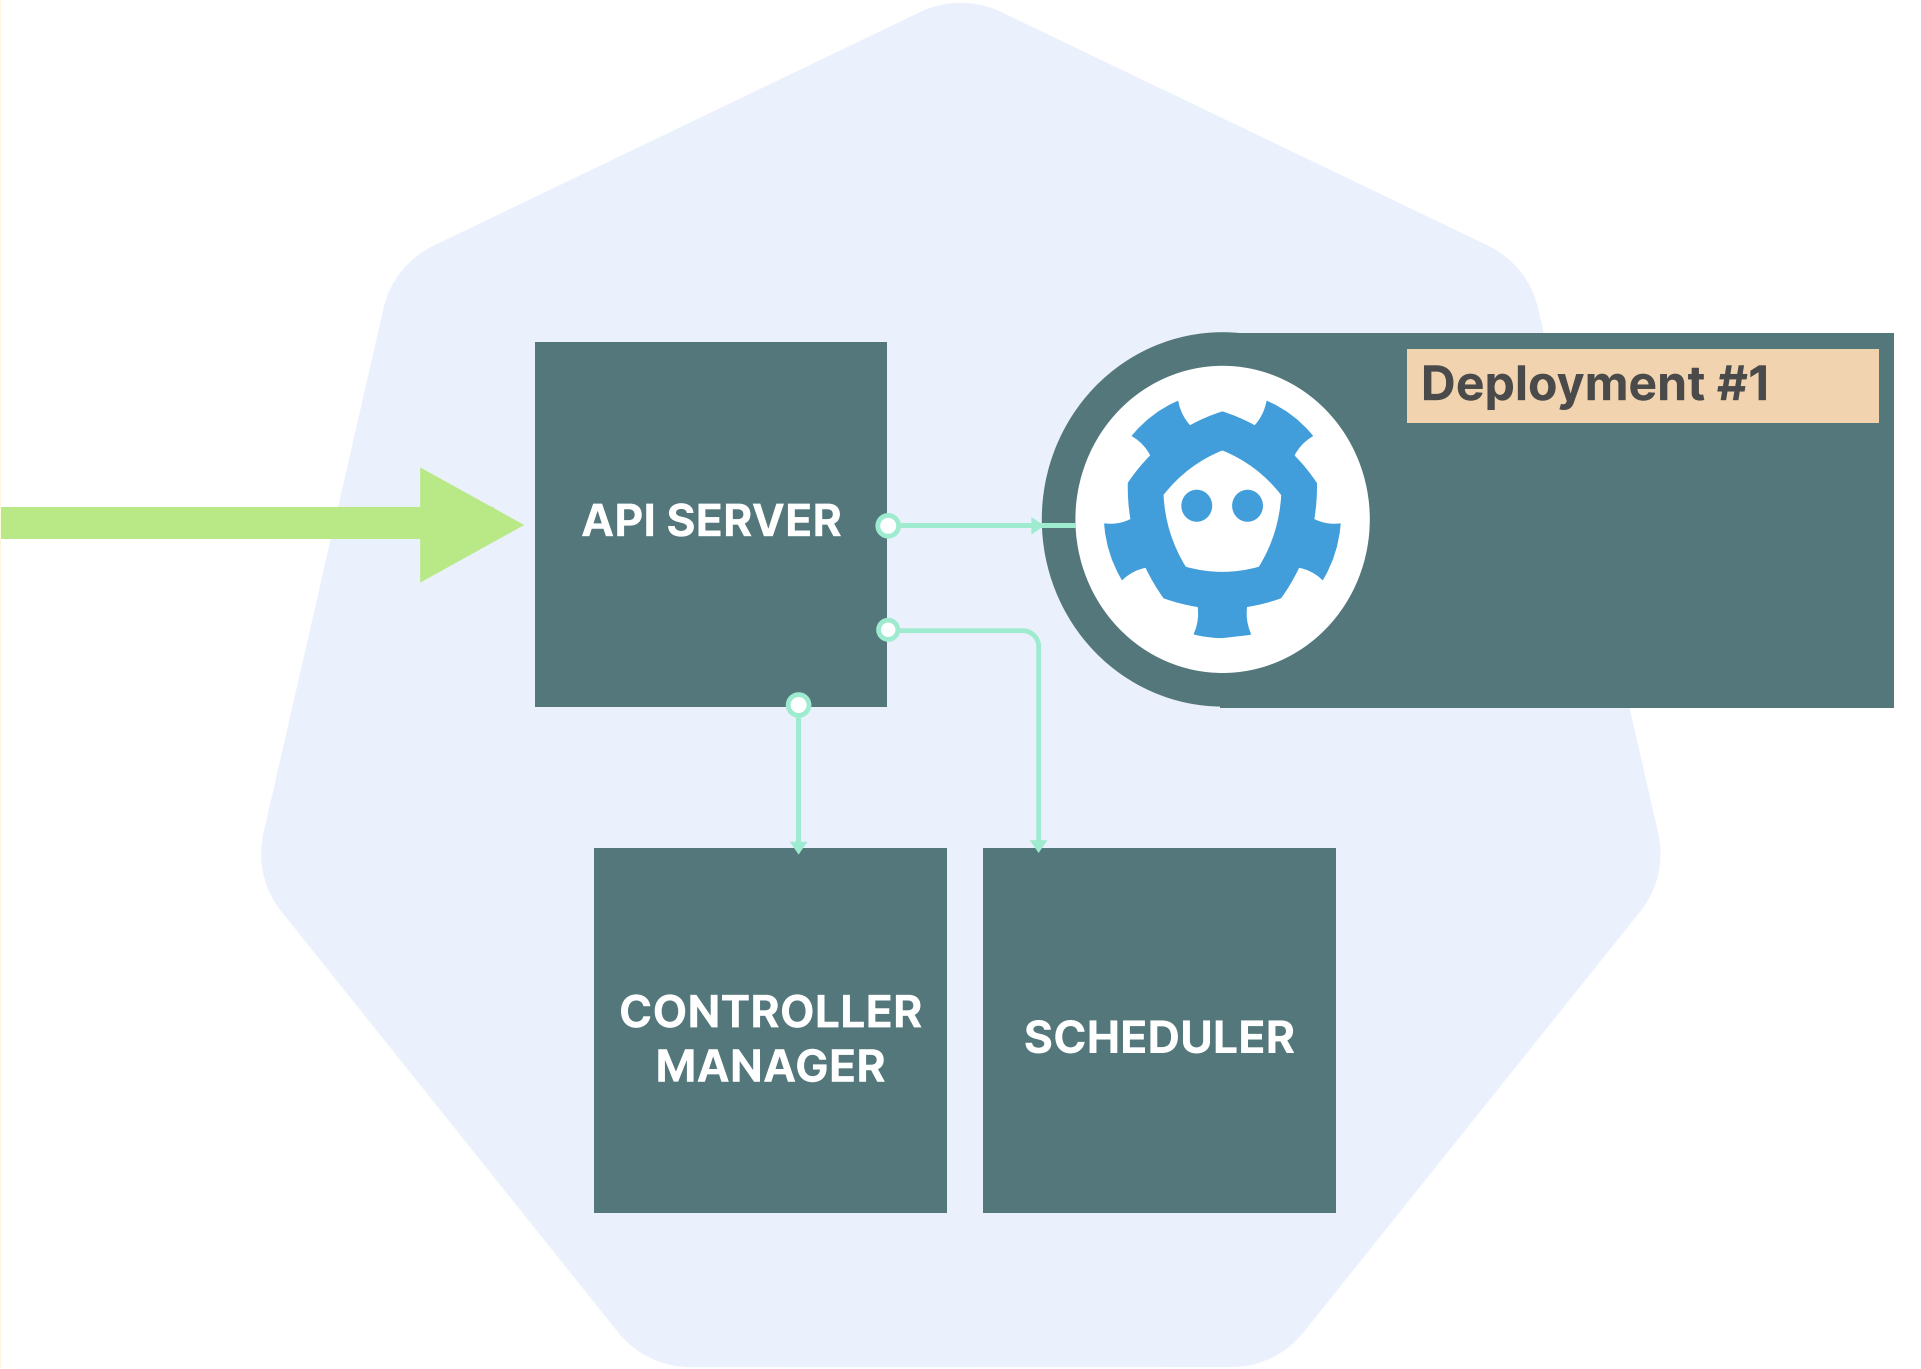 Deployment #1
API SERVER
CONTROLLER
MANAGER
SCHEDULER